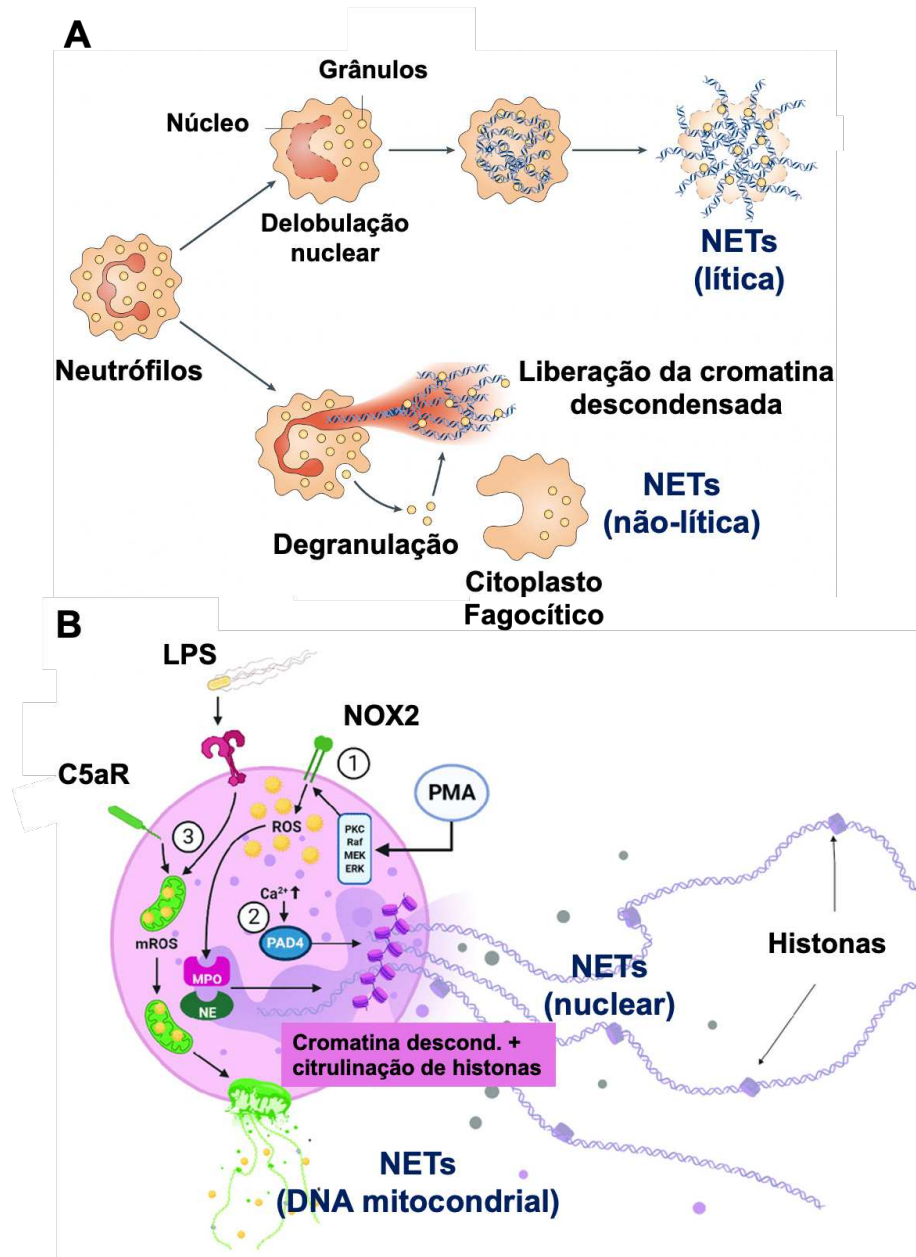 A
Grânulos
Núcleo
Delobulação
nuclear
NETs
(lítica)
Neutrófilos
Liberação da cromatina
descondensada
NETs
(não-lítica)
Degranulação
Citoplasto
Fagocítico
B
LPS
NOX2
C5aR
1
PMA
3
ROS
PKC
Raf
MEK
ERK
Ca²⁺↑
2
PAD4
mROS
MPO
NE
Histonas
NETs
(nuclear)
Cromatina descond. +
citrulinação de histonas
NETs
(DNA mitocondrial)